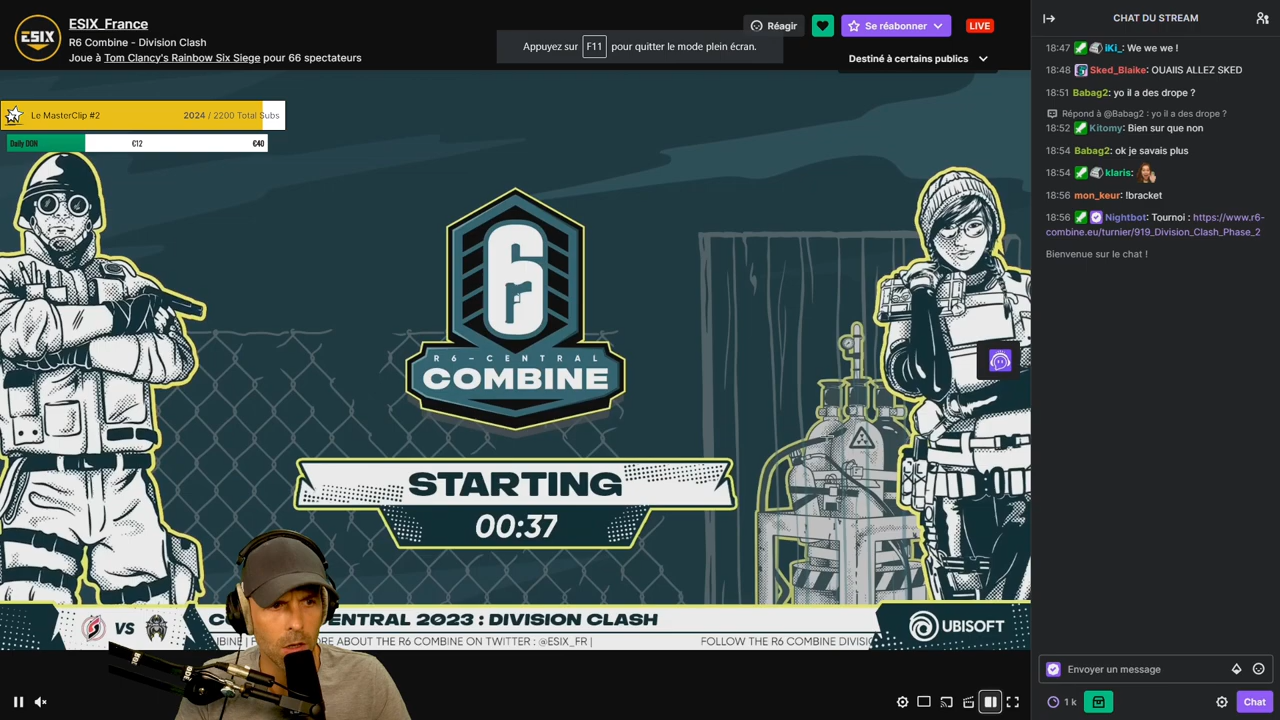 ESIX
ESIX_France
R6 Combine - Division Clash
Joue à Tom Clancy's Rainbow Six Siege pour 66 spectateurs
Réagir
Se réabonner
LIVE
Appuyez sur F11 pour quitter le mode plein écran.
Destiné à certains publics
Le MasterClip #2
2024 / 2200 Total Subs
Daily DON
€12
€40
6
R6-CENTRAL
COMBINE
STARTING
00:37
VS
ENTRAL 2023 : DIVISION CLASH
ABOUT THE R6 COMBINE ON TWITTER : @ESIX_FR |
FOLLOW THE R6 COMBINE DIVISI
UBISOFT
CHAT DU STREAM
18:47 iKi_: We we we !
18:48 Sked_Blaike: OUAIIS ALLEZ SKED
18:51 Babag2: yo il a des drope ?
Répond à @Babag2 : yo il a des drope ?
18:52 Kitomy: Bien sur que non
18:54 Babag2: ok je savais plus
18:54 klaris:
18:56 mon_keur: !bracket
18:56 Nightbot: Tournoi : https://www.r6-
combine.eu/turnier/919_Division_Clash_Phase_2
Bienvenue sur le chat !
Envoyer un message
1 k
Chat